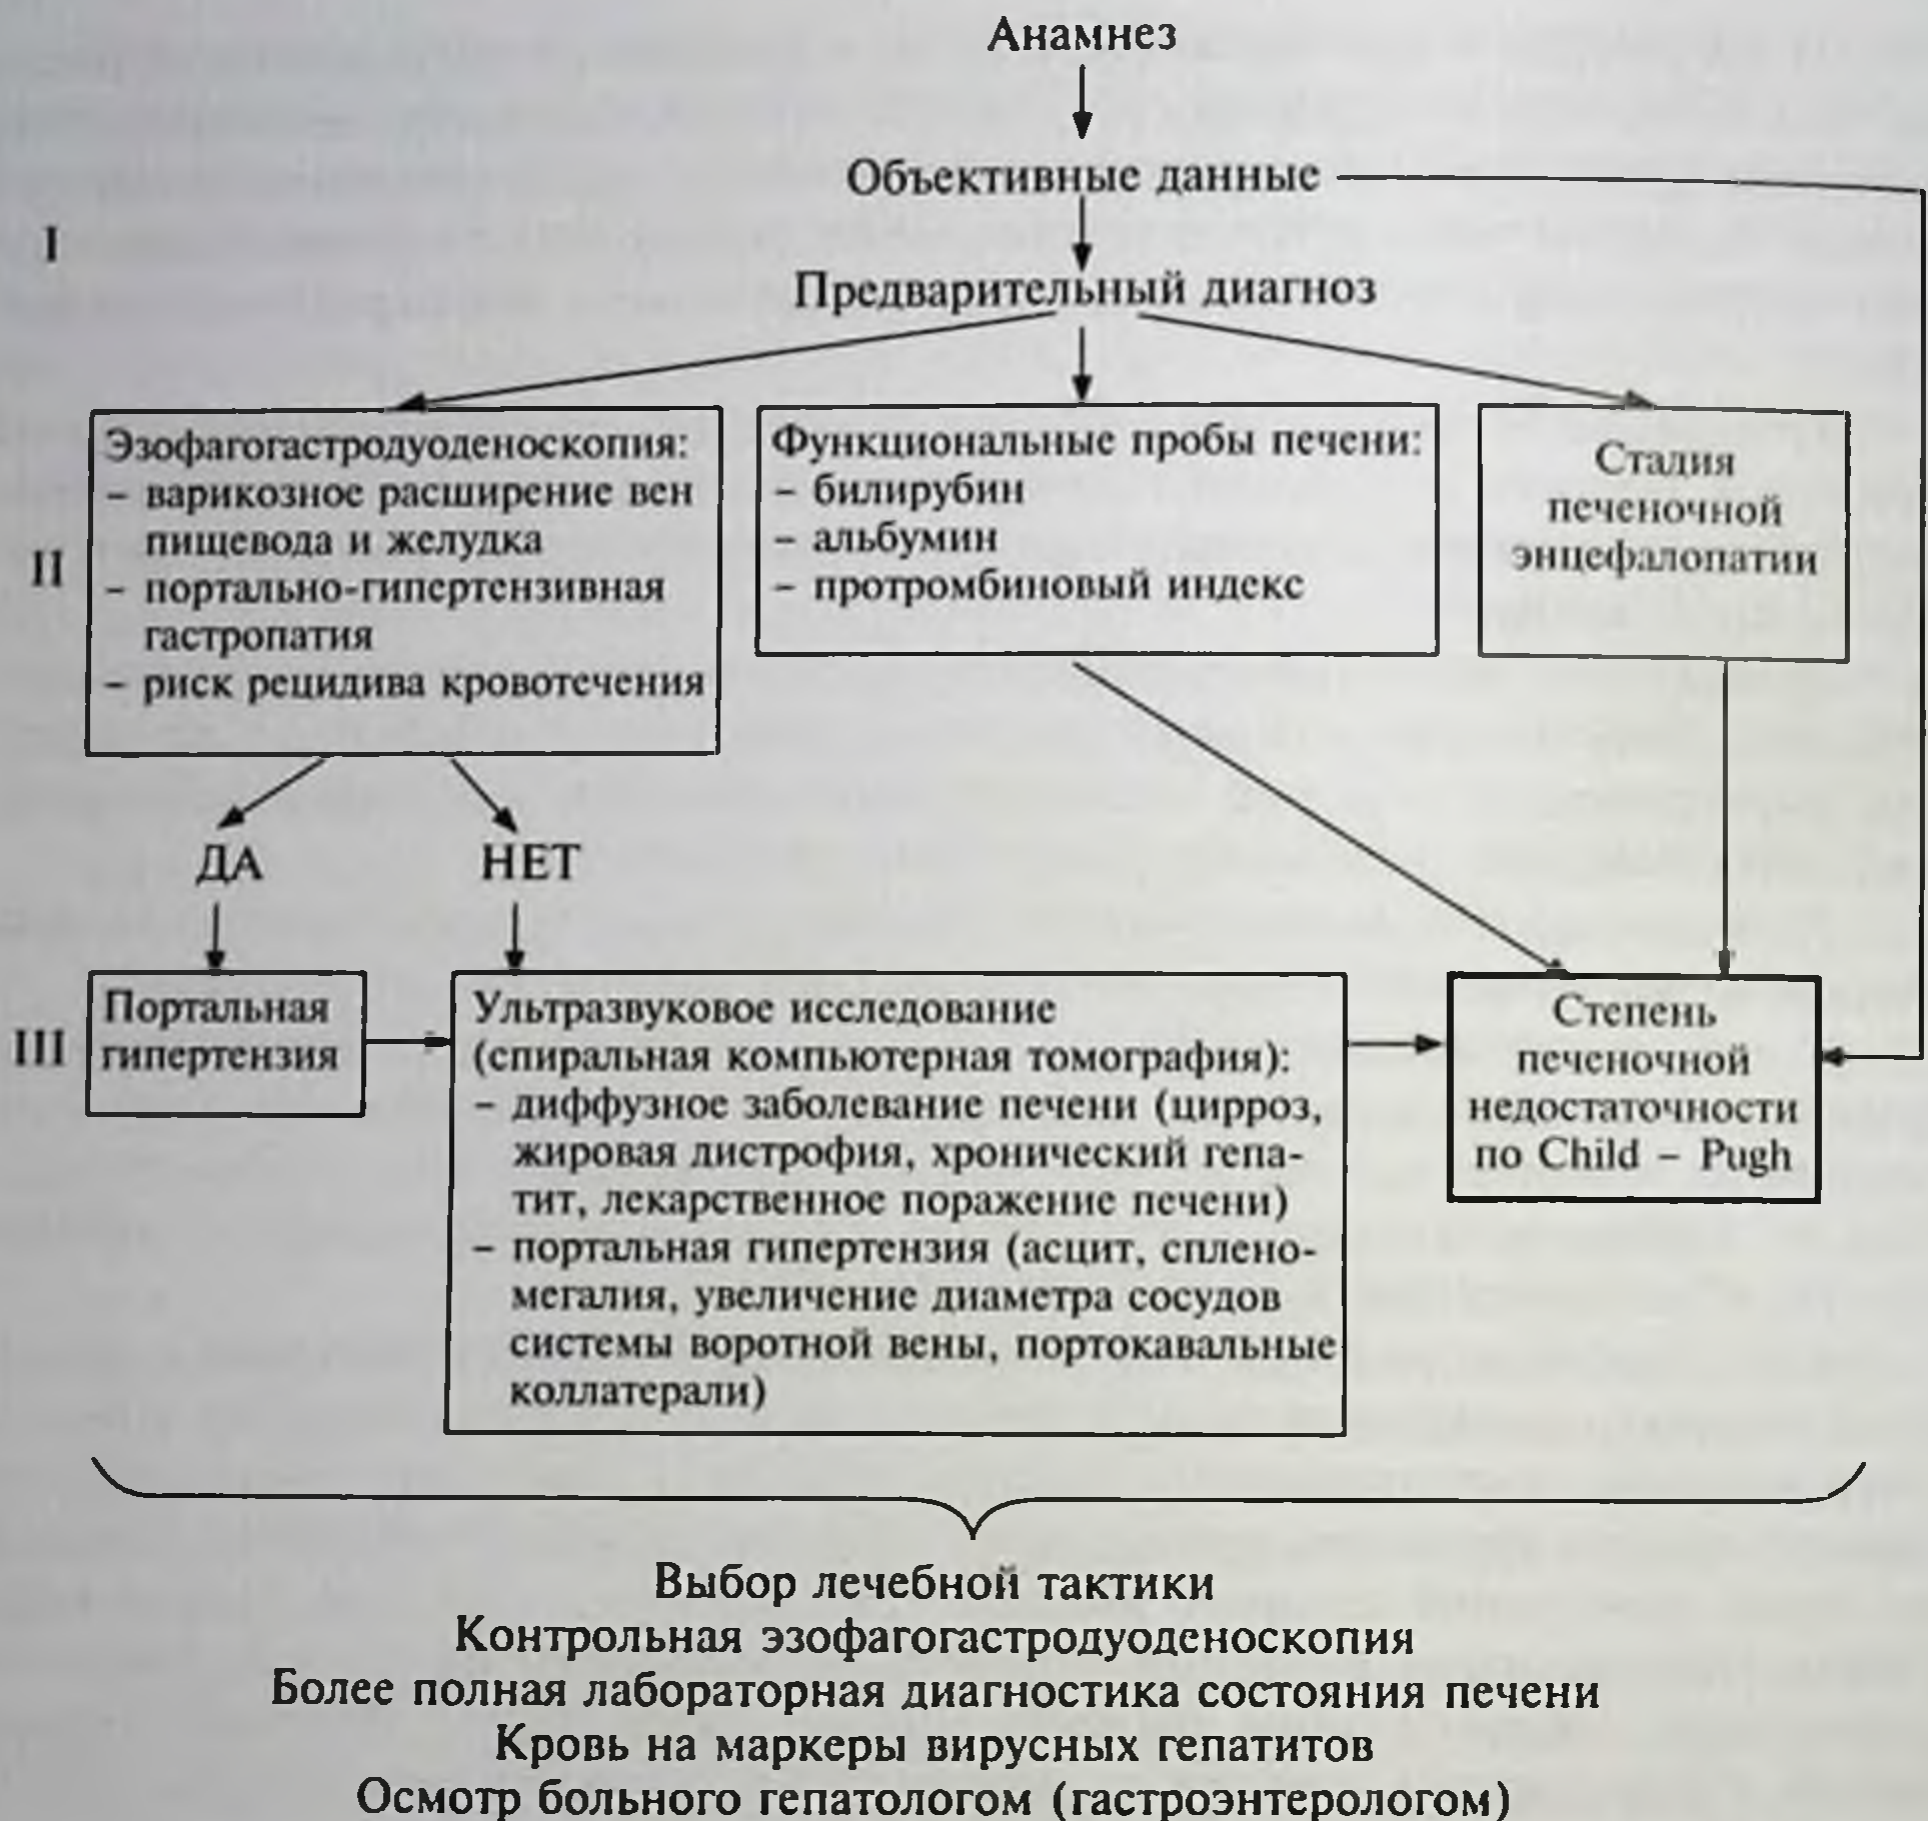 Анамнез
Объективные данные
I
Предварительный диагноз
Эзофагогастродуоденоскопия:
– варикозное расширение вен
пищевода и желудка
– портально-гипертензивная
гастропатия
– риск рецидива кровотечения
II
Функциональные пробы печени:
– билирубин
– альбумин
– протромбиновый индекс
Стадия
печеночной
энцефалопатии
ДА
НЕТ
III
Портальная
гипертензия
Ультразвуковое исследование
(спиральная компьютерная томография):
– диффузное заболевание печени (цирроз,
жировая дистрофия, хронический гепа-
тит, лекарственное поражение печени)
– портальная гипертензия (асцит, сплено-
мегалия, увеличение диаметра сосудов
системы воротной вены, портокавальные
коллатерали)
Степень
печеночной
недостаточности
по Child – Pugh
Выбор лечебной тактики
Контрольная эзофагогастродуоденоскопия
Более полная лабораторная диагностика состояния печени
Кровь на маркеры вирусных гепатитов
Осмотр больного гепатологом (гастроэнтерологом)